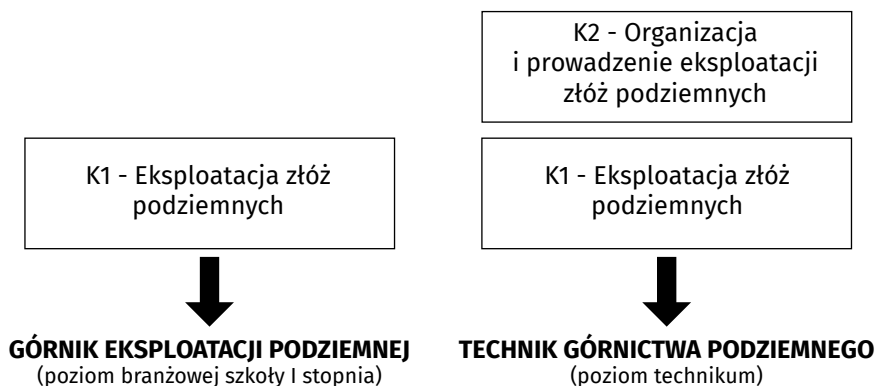 K2 - Organizacja
i prowadzenie eksploatacji
złóż podziemnych
K1 - Eksploatacja złóż
podziemnych
K1 - Eksploatacja złóż
podziemnych
GÓRNIK EKSPLOATACJI PODZIEMNEJ
(poziom branżowej szkoły I stopnia)
TECHNIK GÓRNICTWA PODZIEMNEGO
(poziom technikum)